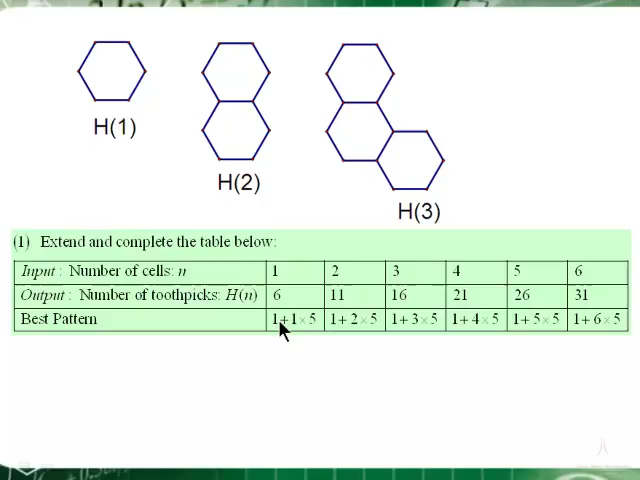 H(1)
H(2)
H(3)
(1) Extend and complete the table below:
Input : Number of cells: n 1 2 3 4 5 6
Output : Number of toothpicks: H(n) 6 11 16 21 26 31
Best Pattern 1+1×5 1+2×5 1+3×5 1+4×5 1+5×5 1+6×5